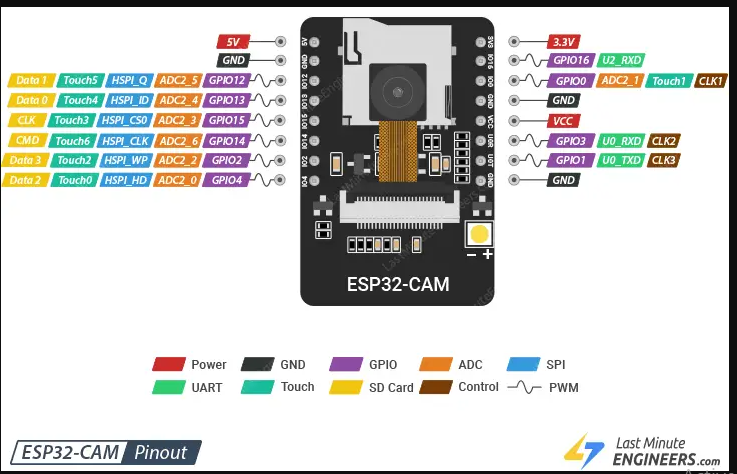 5V 5V 3V3 3.3V
GND GND IO16 GPIO16 U2_RXD
Data 1 Touch5 HSPI_Q ADC2_5 GPIO12 IO12 IO0 GPIO0 ADC2_1 Touch1 CLK1
Data 0 Touch4 HSPI_ID ADC2_4 GPIO13 IO13 GND GND
CLK Touch3 HSPI_CS0 ADC2_3 GPIO15 IO15 VCC VCC
CMD Touch6 HSPI_CLK ADC2_6 GPIO14 IO14 U0R GPIO3 U0_RXD CLK2
Data 3 Touch2 HSPI_WP ADC2_2 GPIO2 IO2 U0T GPIO1 U0_TXD CLK3
Data 2 Touch0 HSPI_HD ADC2_0 GPIO4 IO4 GND GND
− +
ESP32-CAM
Power GND GPIO ADC SPI
UART Touch SD Card Control PWM
ESP32-CAM Pinout
Last Minute
ENGINEERS.com